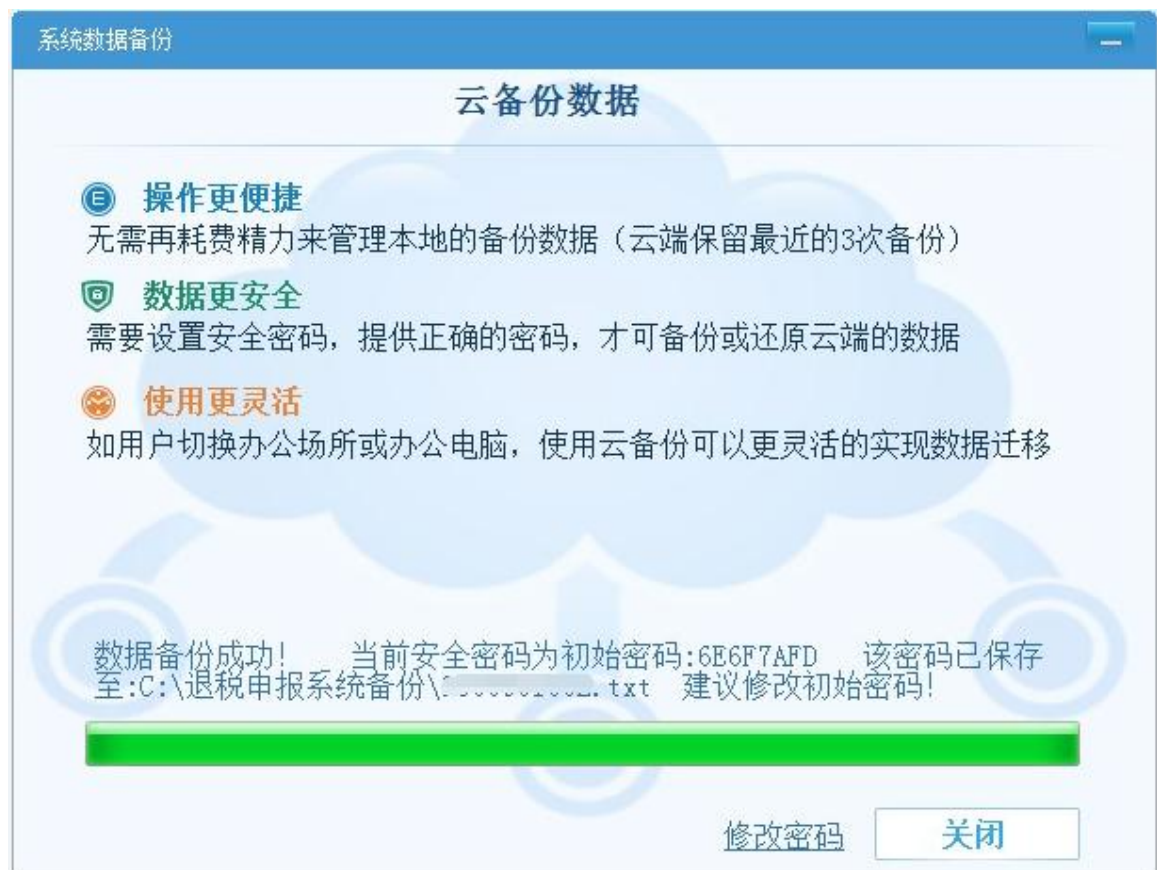 系统数据备份
云备份数据
操作更便捷
无需再耗费精力来管理本地的备份数据（云端保留最近的3次备份）
数据更安全
需要设置安全密码，提供正确的密码，才可备份或还原云端的数据
使用更灵活
如用户切换办公场所或办公电脑，使用云备份可以更灵活的实现数据迁移
数据备份成功! 当前安全密码为初始密码:6E6F7AFD 该密码已保存
至:C:\退税申报系统备份\ .txt 建议修改初始密码!
修改密码 关闭